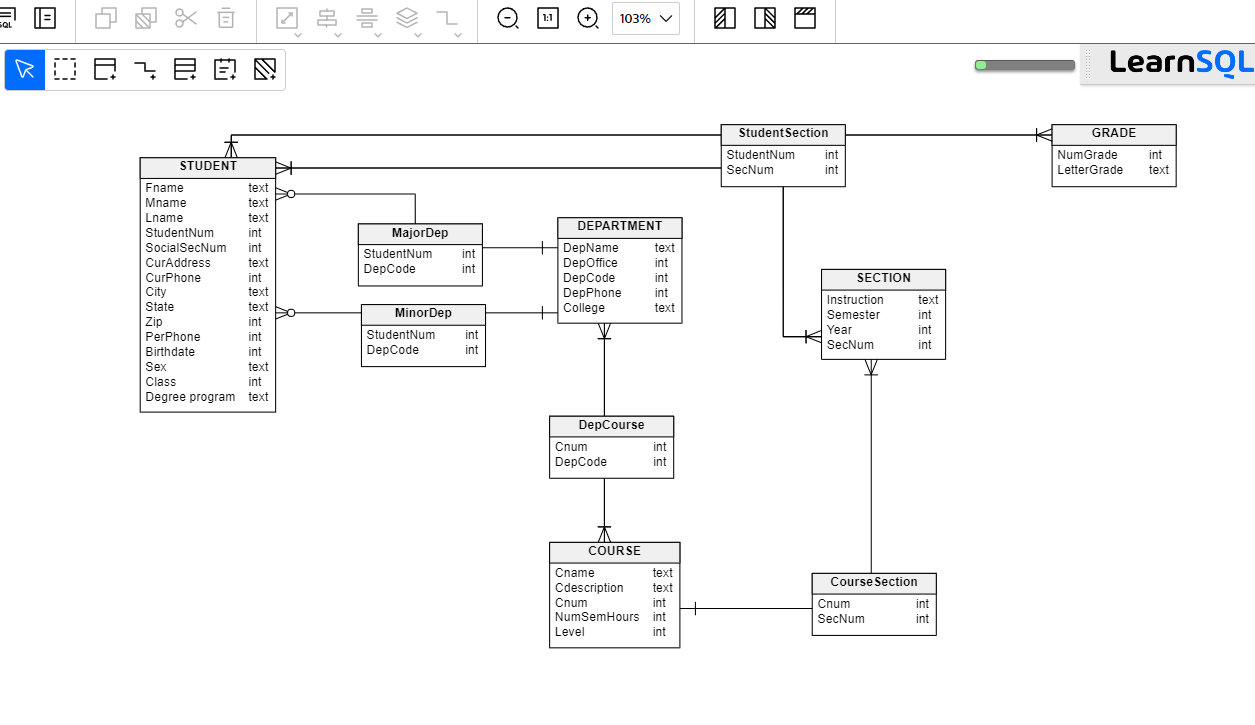 SQL
1:1
103%
LearnSQL
StudentSection
StudentNum int
SecNum int
GRADE
NumGrade int
LetterGrade text
STUDENT
Fname text
Mname text
Lname text
StudentNum int
SocialSecNum int
CurAddress text
CurPhone int
City text
State text
Zip int
PerPhone int
Birthdate int
Sex text
Class int
Degree program text
MajorDep
StudentNum int
DepCode int
DEPARTMENT
DepName text
DepOffice int
DepCode int
DepPhone int
College text
MinorDep
StudentNum int
DepCode int
SECTION
Instruction text
Semester int
Year int
SecNum int
DepCourse
Cnum int
DepCode int
COURSE
Cname text
Cdescription text
Cnum int
NumSemHours int
Level int
CourseSection
Cnum int
SecNum int